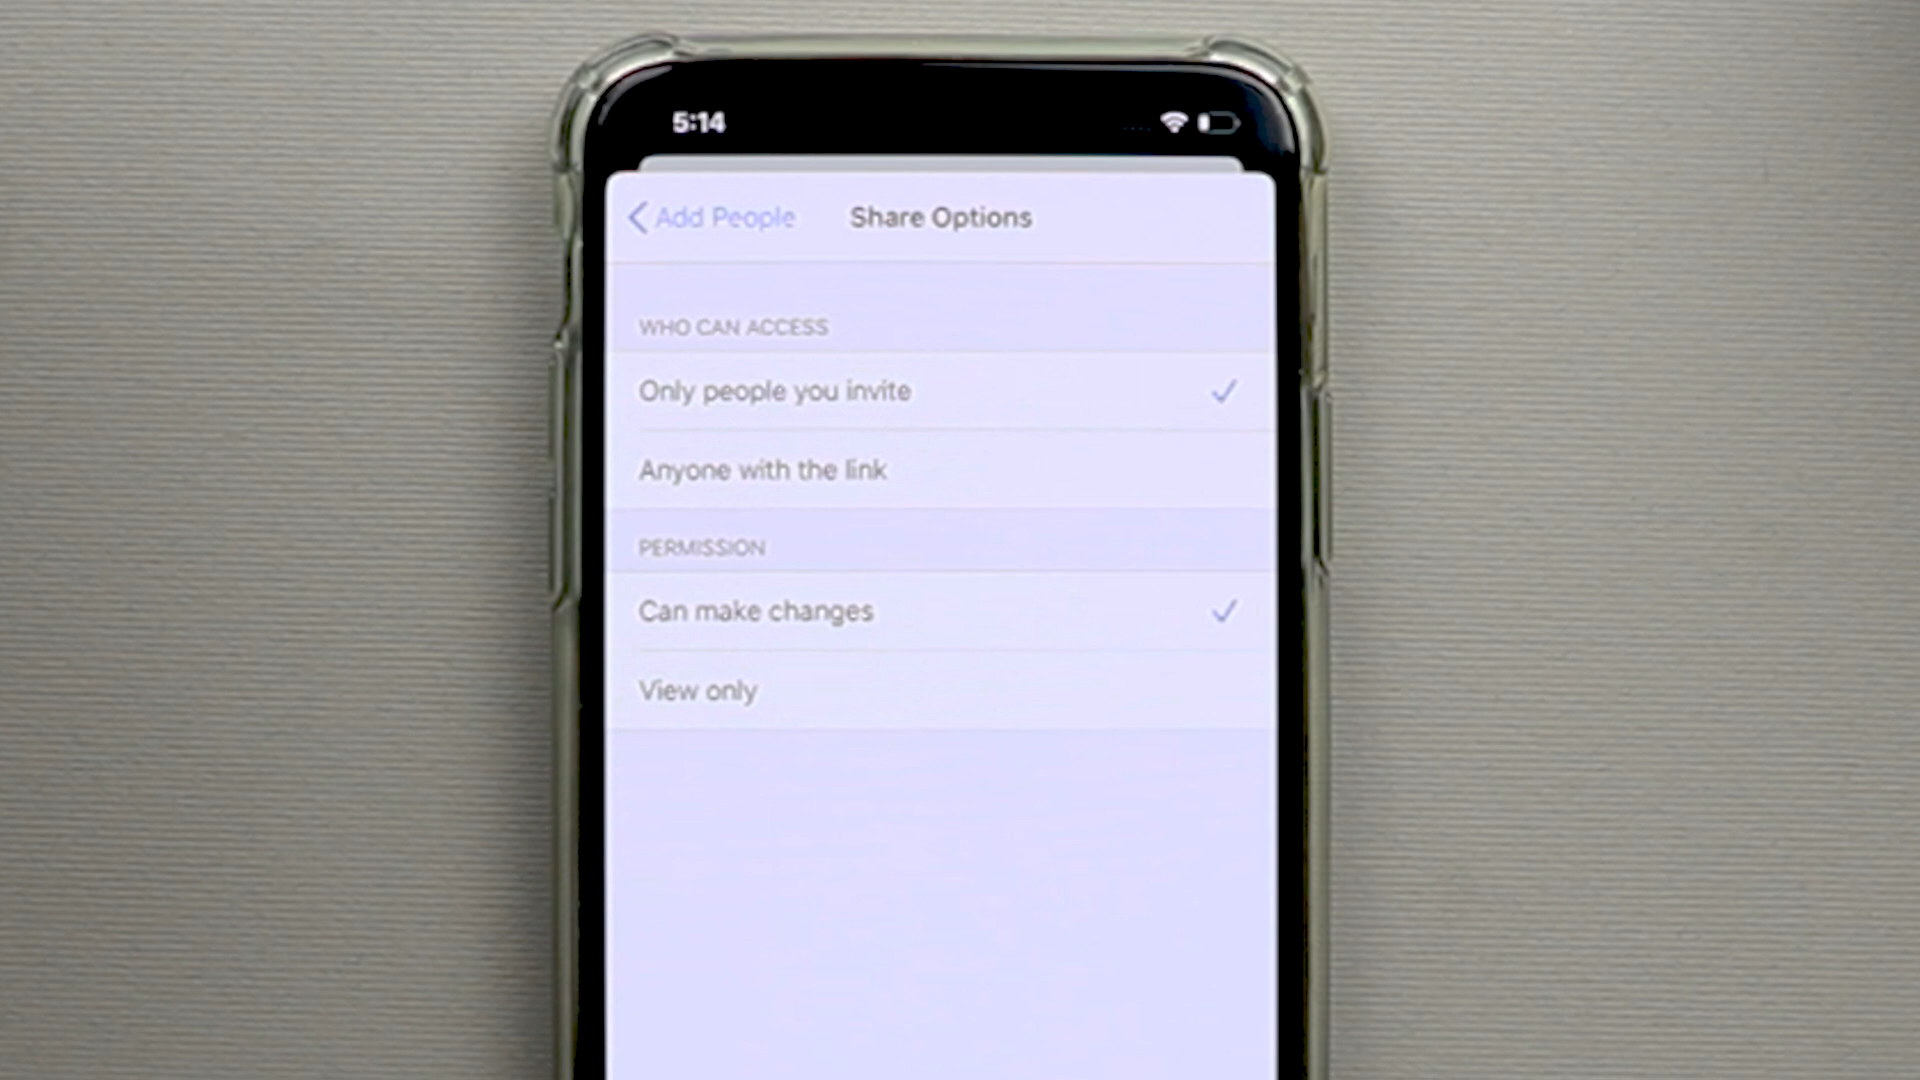 5:14
Add People
Share Options
WHO CAN ACCESS
Only people you invite
Anyone with the link
PERMISSION
Can make changes
View only